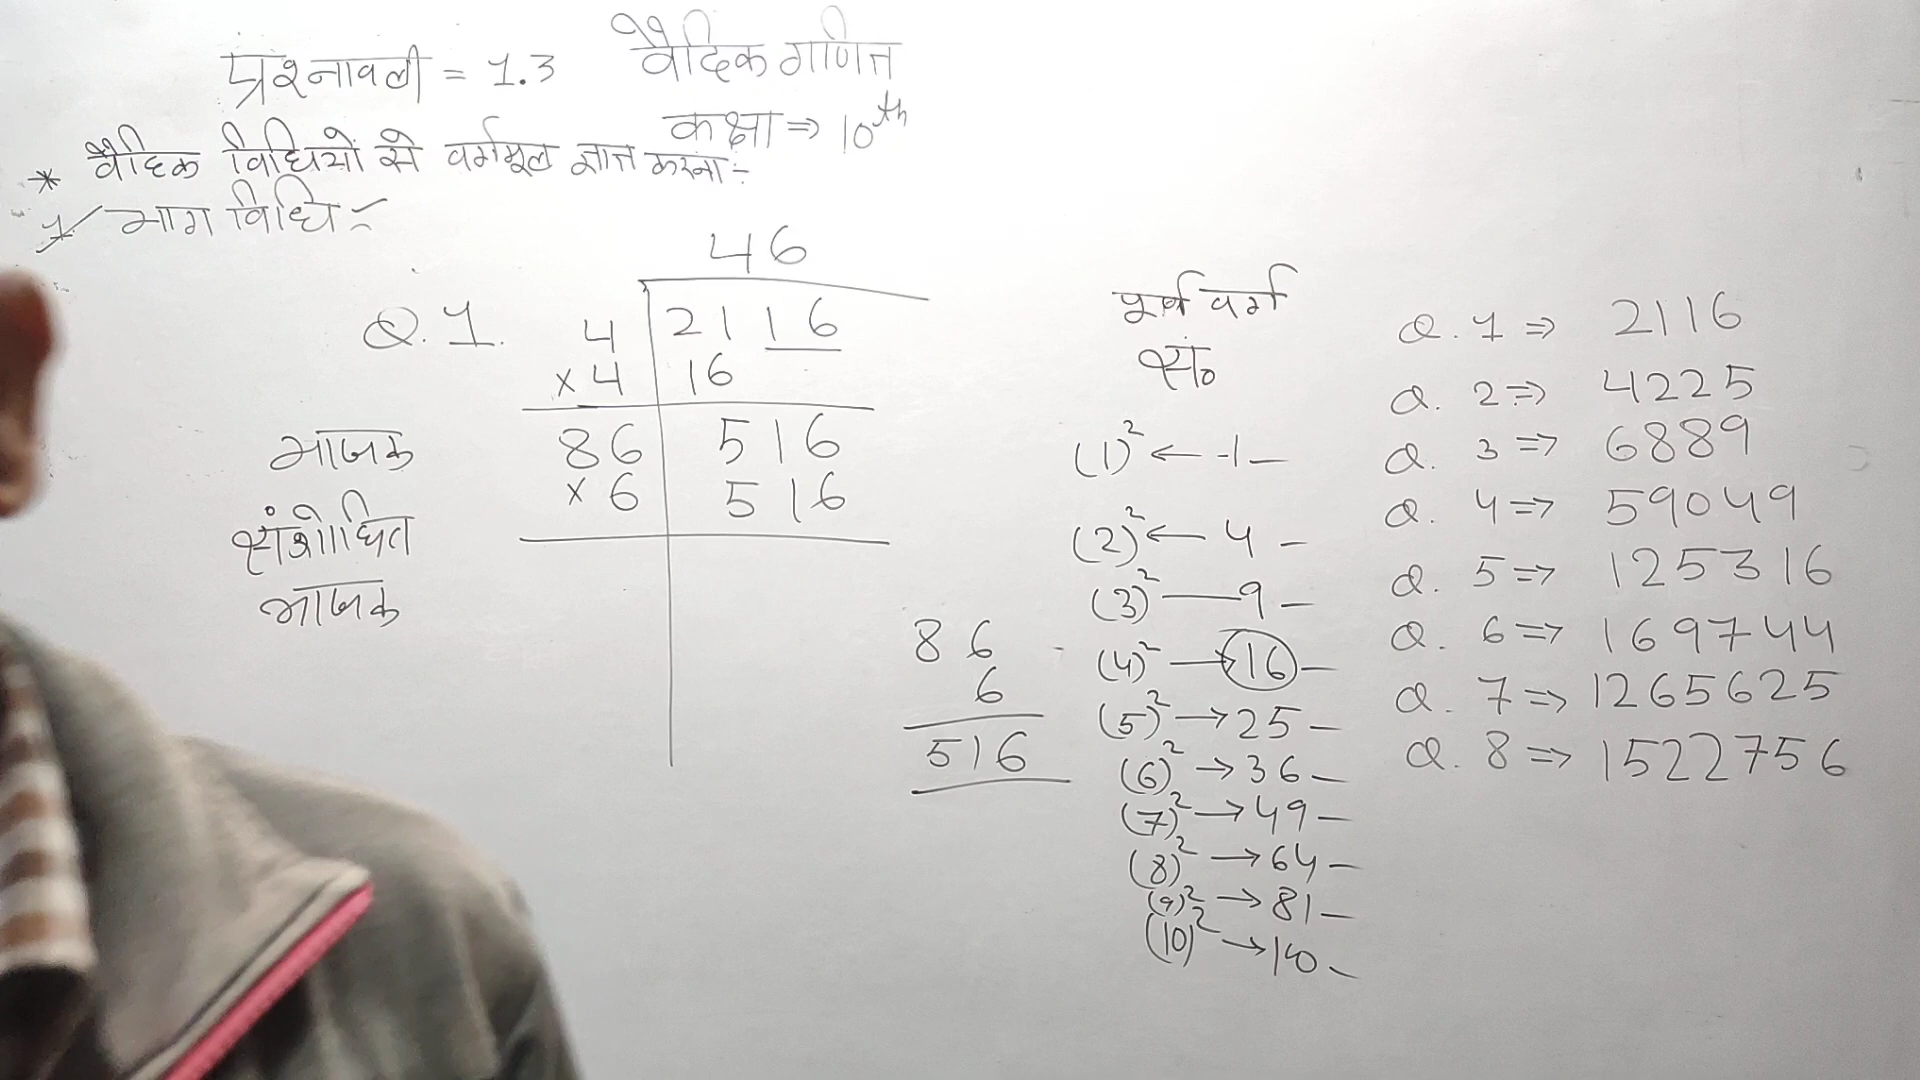 प्रश्नावली = 1.3
वैदिक गणित
कक्षा ⇒ 10th
* वैदिक विधियों से वर्गमूल ज्ञात करना :-
1 भाग विधि :-
46
Q. 1. 4 2116
×4 16
भाजक 86 516
×6 516
संशोधित
भाजक
86
6
516
पूर्ण वर्ग
सं०
(1)² ← 1 –
(2)² ← 4 –
(3)² — 9 –
(4)² → 16 –
(5)² → 25 –
(6)² → 36 –
(7)² → 49 –
(8)² → 64 –
(9)² → 81 –
(10)² → 100 –
Q. 1 ⇒ 2116
Q. 2 ⇒ 4225
Q. 3 ⇒ 6889
Q. 4 ⇒ 59049
Q. 5 ⇒ 125316
Q. 6 ⇒ 1697444
Q. 7 ⇒ 1265625
Q. 8 ⇒ 1522756